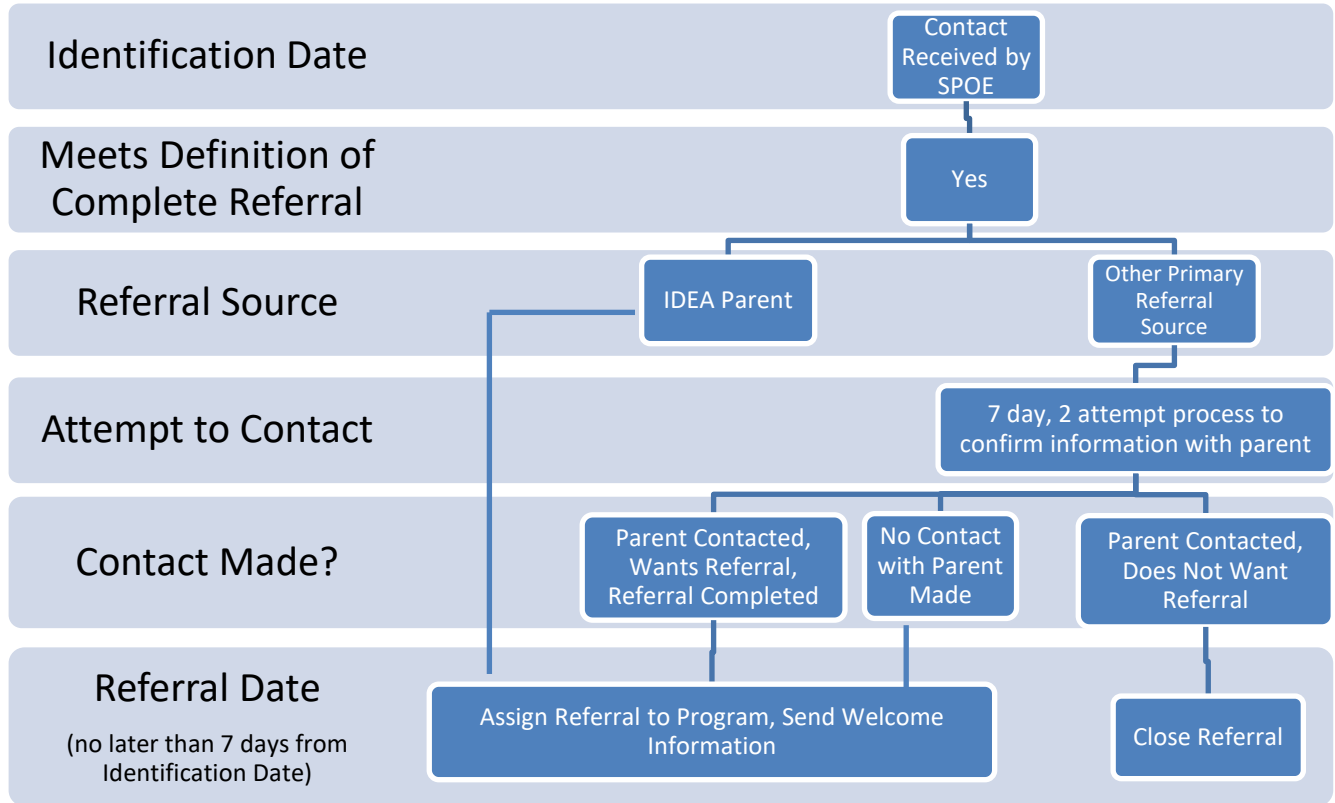 Identification Date
Contact
Received by
SPOE
Meets Definition of
Complete Referral
Yes
Referral Source
IDEA Parent
Other Primary
Referral
Source
Attempt to Contact
7 day, 2 attempt process to
confirm information with parent
Contact Made?
Parent Contacted,
Wants Referral,
Referral Completed
No Contact
with Parent
Made
Parent Contacted,
Does Not Want
Referral
Referral Date
(no later than 7 days from
Identification Date)
Assign Referral to Program, Send Welcome
Information
Close Referral